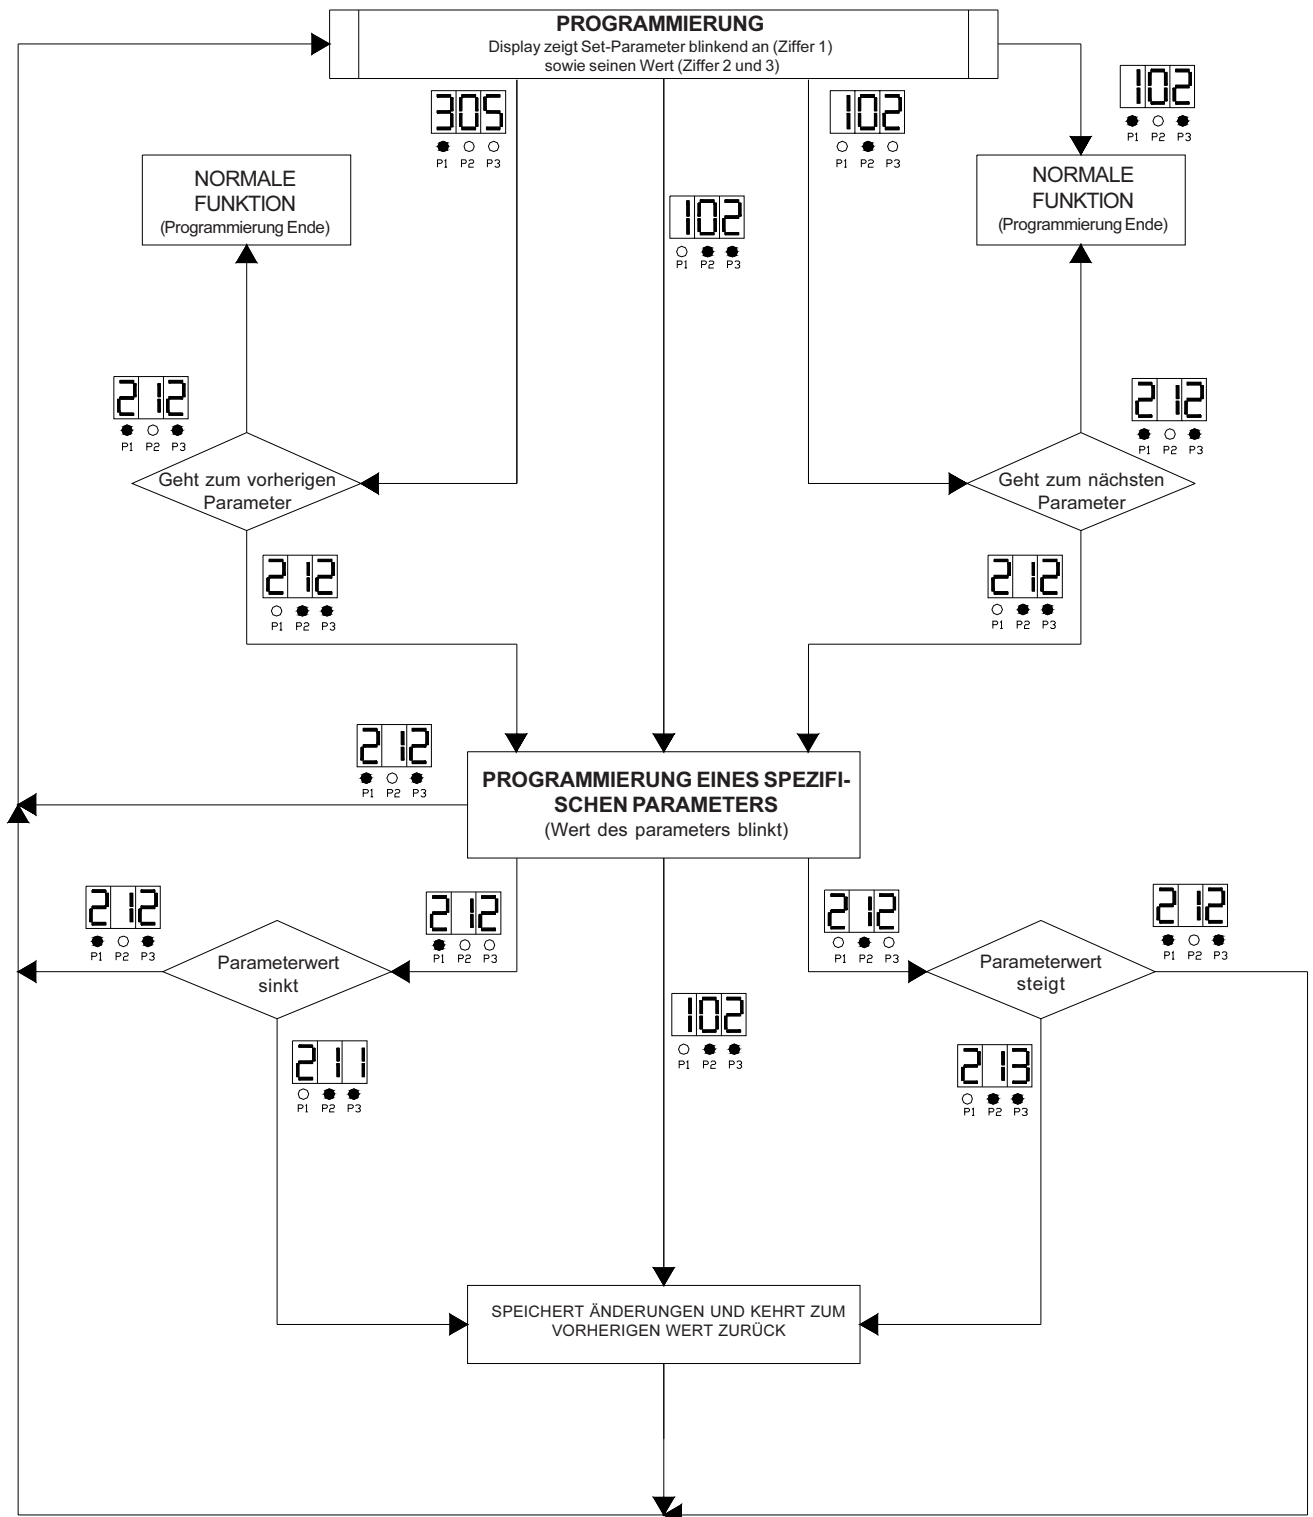 PROGRAMMIERUNG
Display zeigt Set-Parameter blinkend an (Ziffer 1)
sowie seinen Wert (Ziffer 2 und 3)
305
P1 P2 P3
102
P1 P2 P3
102
P1 P2 P3
NORMALE
FUNKTION
(Programmierung Ende)
102
P1 P2 P3
NORMALE
FUNKTION
(Programmierung Ende)
212
P1 P2 P3
212
P1 P2 P3
Geht zum vorherigen
Parameter
Geht zum nächsten
Parameter
212
P1 P2 P3
212
P1 P2 P3
212
P1 P2 P3
PROGRAMMIERUNG EINES SPEZIFI-
SCHEN PARAMETERS
(Wert des parameters blinkt)
212
P1 P2 P3
212
P1 P2 P3
212
P1 P2 P3
212
P1 P2 P3
Parameterwert
sinkt
Parameterwert
steigt
102
P1 P2 P3
211
P1 P2 P3
213
P1 P2 P3
SPEICHERT ÄNDERUNGEN UND KEHRT ZUM
VORHERIGEN WERT ZURÜCK